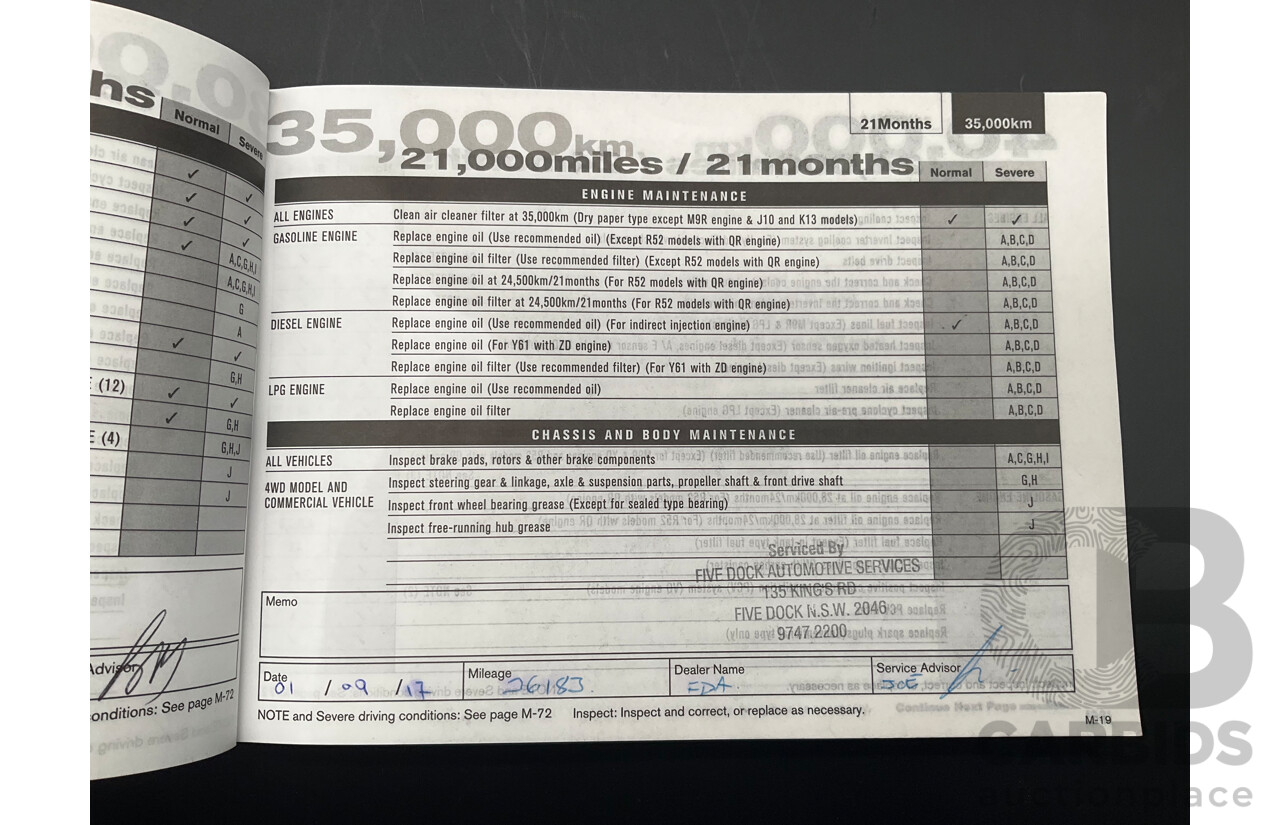 ns
Normal
Severe
✓
✓ ✓
✓ ✓
✓ ✓
A,C,G,H,I
A,C,G,H,I
G
A
✓ ✓
G,H
E (12) ✓ ✓
✓ G,H
E (4) G,H,J
J
J
Advisor
onditions: See page M-72
21Months 35,000km
35,000km
21,000miles / 21months
Normal Severe
ENGINE MAINTENANCE
ALL ENGINES Clean air cleaner filter at 35,000km (Dry paper type except M9R engine & J10 and K13 models) ✓ ✓
GASOLINE ENGINE Replace engine oil (Use recommended oil) (Except R52 models with QR engine) A,B,C,D
Replace engine oil filter (Use recommended filter) (Except R52 models with QR engine) A,B,C,D
Replace engine oil at 24,500km/21months (For R52 models with QR engine) A,B,C,D
Replace engine oil filter at 24,500km/21months (For R52 models with QR engine) A,B,C,D
DIESEL ENGINE Replace engine oil (Use recommended oil) (For indirect injection engine) ✓ A,B,C,D
Replace engine oil (For Y61 with ZD engine) A,B,C,D
Replace engine oil filter (Use recommended filter) (For Y61 with ZD engine) A,B,C,D
LPG ENGINE Replace engine oil (Use recommended oil) A,B,C,D
Replace engine oil filter A,B,C,D
CHASSIS AND BODY MAINTENANCE
ALL VEHICLES Inspect brake pads, rotors & other brake components A,C,G,H,I
4WD MODEL AND Inspect steering gear & linkage, axle & suspension parts, propeller shaft & front drive shaft G,H
COMMERCIAL VEHICLE Inspect front wheel bearing grease (Except for sealed type bearing) J
Inspect free-running hub grease J
Serviced By
FIVE DOCK AUTOMOTIVE SERVICES
135 KING'S RD
FIVE DOCK N.S.W. 2046
9747 2200
Memo
Date 01 / 09 / 17 Mileage 26183 Dealer Name FDA Service Advisor JOE
NOTE and Severe driving conditions: See page M-72 Inspect: Inspect and correct, or replace as necessary.
M-19
CARBIDS
auctionplace